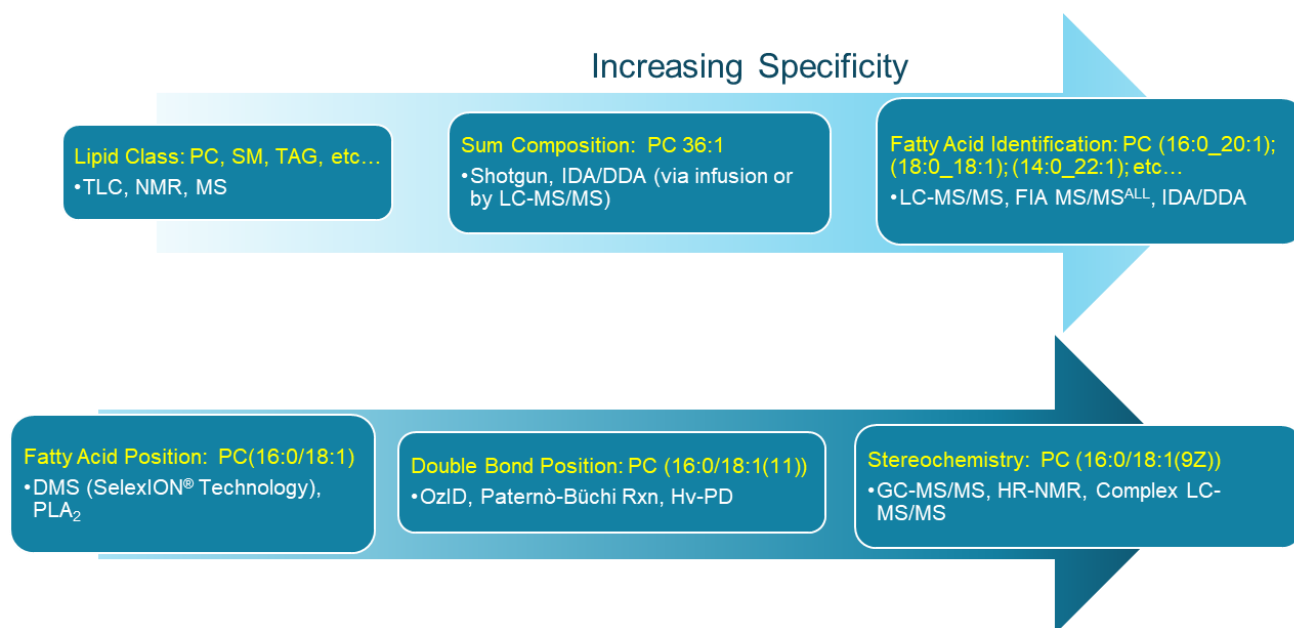 Increasing Specificity
Lipid Class: PC, SM, TAG, etc…
•TLC, NMR, MS
Sum Composition: PC 36:1
•Shotgun, IDA/DDA (via infusion or
by LC-MS/MS)
Fatty Acid Identification: PC (16:0_20:1);
(18:0_18:1); (14:0_22:1); etc…
•LC-MS/MS, FIA MS/MSᴬᴸᴸ, IDA/DDA
Fatty Acid Position: PC(16:0/18:1)
•DMS (SelexION® Technology),
PLA₂
Double Bond Position: PC (16:0/18:1(11))
•OzID, Paternò-Büchi Rxn, Hv-PD
Stereochemistry: PC (16:0/18:1(9Z))
•GC-MS/MS, HR-NMR, Complex LC-
MS/MS